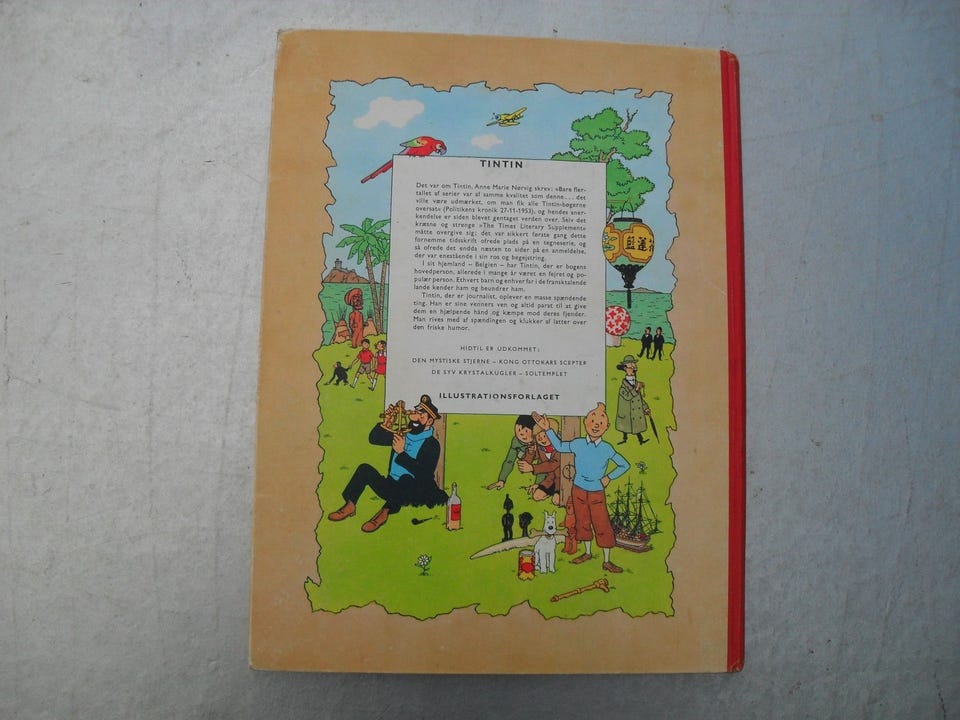 TINTIN
Det var om Tintin, Anne Marie Nørvig skrev: »Bare fler-
tallet af serier var af samme kvalitet som denne . . . det
ville være udmærket, om man fik alle Tintin-bøgerne
oversat« (Politikens kronik 27-11-1953), og hendes aner-
kendelse er siden blevet gentaget verden over. Selv det
kræsne og strenge »The Times Literary Supplement«
måtte overgive sig; det var sikkert første gang dette
fornemme tidsskrift ofrede plads på en tegneserie, og
så ofrede det endda næsten to sider på en anmeldelse,
der var enestående i sin ros og begejstring.
I sit hjemland – Belgien – har Tintin, der er bogens
hovedperson, allerede i mange år været en fejret og po-
pulær person. Ethvert barn og enhver far i de fransktalende
lande kender ham og beundrer ham.
Tintin, der er journalist, oplever en masse spændende
ting. Han er sine venners ven og altid parat til at give
dem en hjælpende hånd og kæmpe mod deres fjender.
Man rives med af spændingen og klukker af latter over
den friske humor.
HIDTIL ER UDKOMMET:
DEN MYSTISKE STJERNE – KONG OTTOKARS SCEPTER
DE SYV KRYSTALKUGLER – SOLTEMPLET
ILLUSTRATIONSFORLAGET